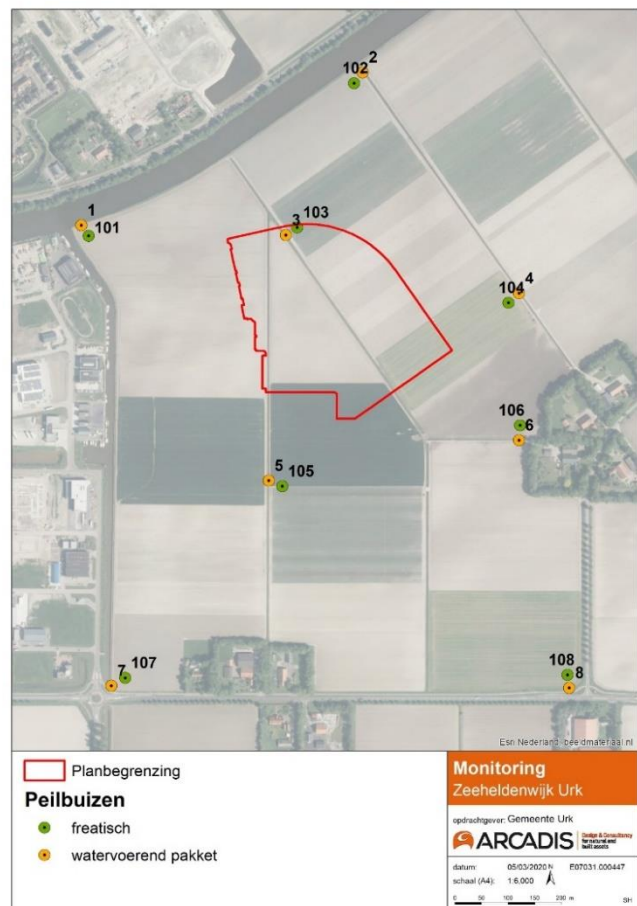 2
102
1
101
3
103
4
104
106
6
5
105
107
7
108
8
Esri Nederland, beeldmateriaal.nl
Planbegrenzing
Peilbuizen
freatisch
watervoerend pakket
Monitoring
Zeeheldenwijk Urk
opdrachtgever: Gemeente Urk
ARCADIS
Design & Consultancy
for natural and
built assets
datum: 05/03/2020 N E07031.000447
schaal (A4): 1:6,000
0 50 100 150 200 m SH